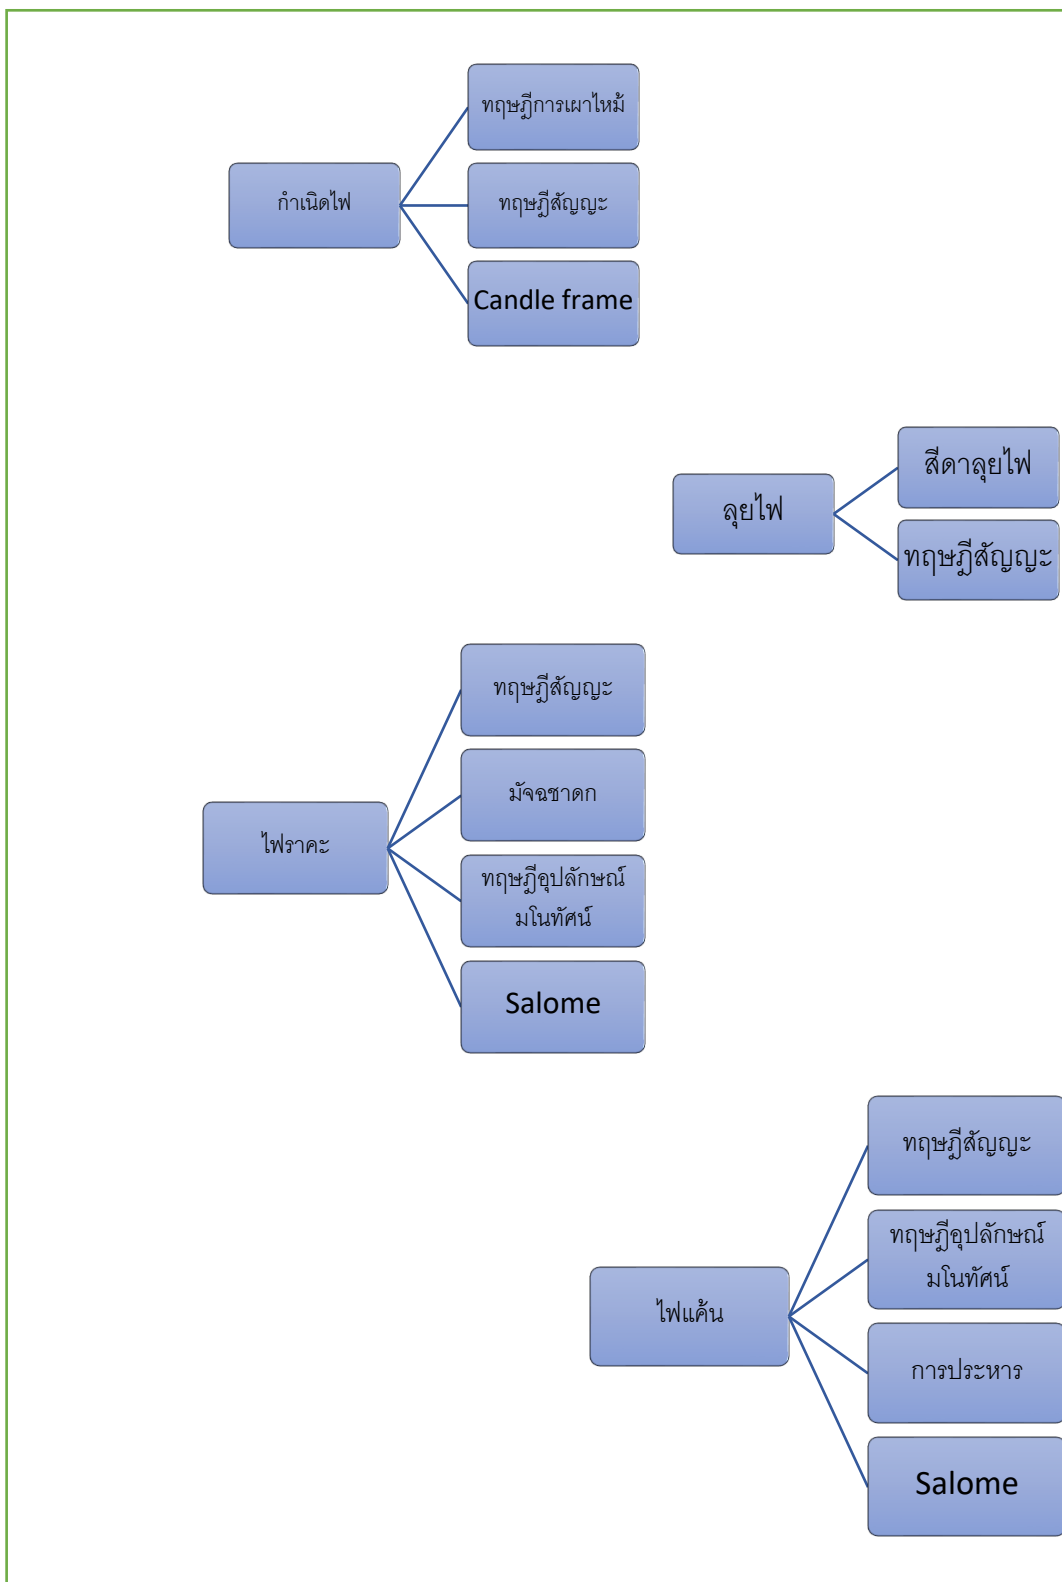 ทฤษฎีการเผาไหม้
กำเนิดไฟ
ทฤษฎีสัญญะ
Candle frame
สีดาลุยไฟ
ลุยไฟ
ทฤษฎีสัญญะ
ทฤษฎีสัญญะ
มัจฉชาดก
ไฟราคะ
ทฤษฎีอุปลักษณ์
มโนทัศน์
Salome
ทฤษฎีสัญญะ
ทฤษฎีอุปลักษณ์
มโนทัศน์
ไฟแค้น
การประหาร
Salome